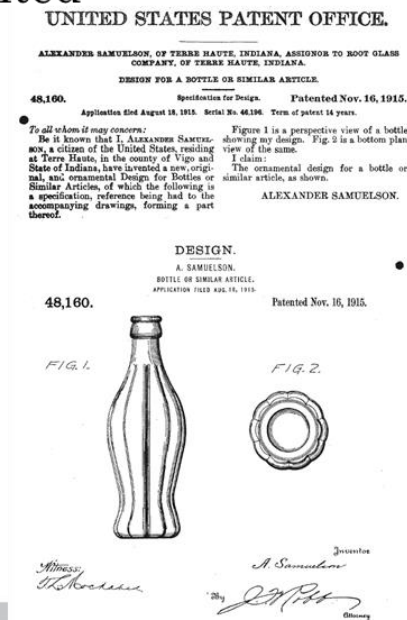 UNITED STATES PATENT OFFICE.
ALEXANDER SAMUELSON, OF TERRE HAUTE, INDIANA, ASSIGNOR TO ROOT GLASS
COMPANY, OF TERRE HAUTE, INDIANA.
DESIGN FOR A BOTTLE OR SIMILAR ARTICLE.
48,160. Specification for Design. Patented Nov. 16, 1915.
Application filed August 18, 1915. Serial No. 46,196. Term of patent 14 years.
To all whom it may concern:
Be it known that I, ALEXANDER SAMUEL-
SON, a citizen of the United States, residing
at Terre Haute, in the county of Vigo and
State of Indiana, have invented a new, origi-
nal, and ornamental Design for Bottles or
Similar Articles, of which the following is
a specification, reference being had to the
accompanying drawings, forming a part
thereof.
Figure 1 is a perspective view of a bottle
showing my design. Fig. 2 is a bottom plan
view of the same.
I claim:
The ornamental design for a bottle or
similar article, as shown.
ALEXANDER SAMUELSON.
DESIGN.
A. SAMUELSON.
BOTTLE OR SIMILAR ARTICLE.
APPLICATION FILED AUG. 18, 1915.
48,160. Patented Nov. 16, 1915.
FIG. 1.
FIG. 2.
Inventor
Witness:
A. Samuelson
By
Attorney